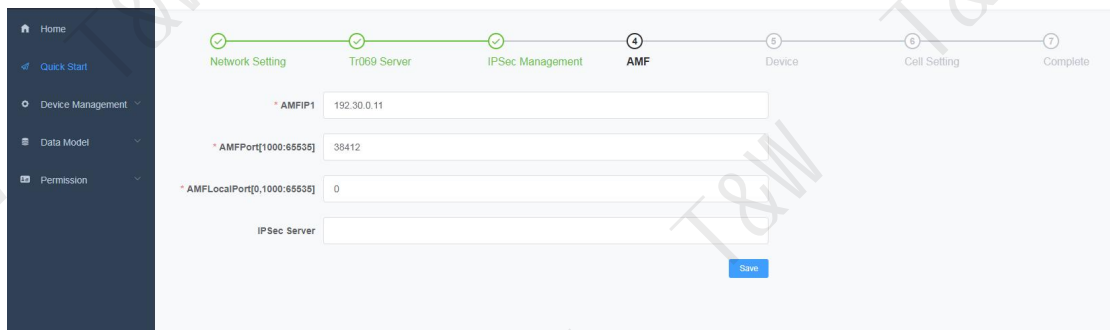 Home
Quick Start
Device Management
Data Model
Permission
4
5
6
7
Network Setting
Tr069 Server
IPSec Management
AMF
Device
Cell Setting
Complete
* AMFIP1
192.30.0.11
* AMFPort[1000:65535]
38412
* AMFLocalPort[0,1000:65535]
0
IPSec Server
Save
T&W
T&W
T&W